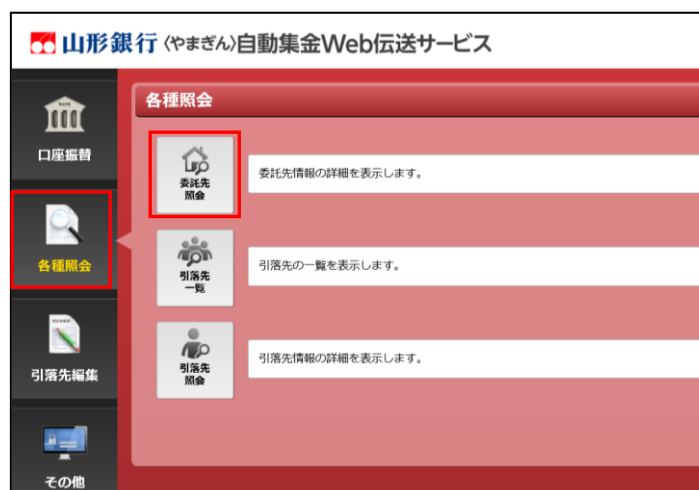 山形銀行 〈やまぎん〉自動集金Web伝送サービス
口座振替
各種照会
引落先編集
その他
各種照会
委託先
照会
委託先情報の詳細を表示します。
引落先
一覧
引落先の一覧を表示します。
引落先
照会
引落先情報の詳細を表示します。